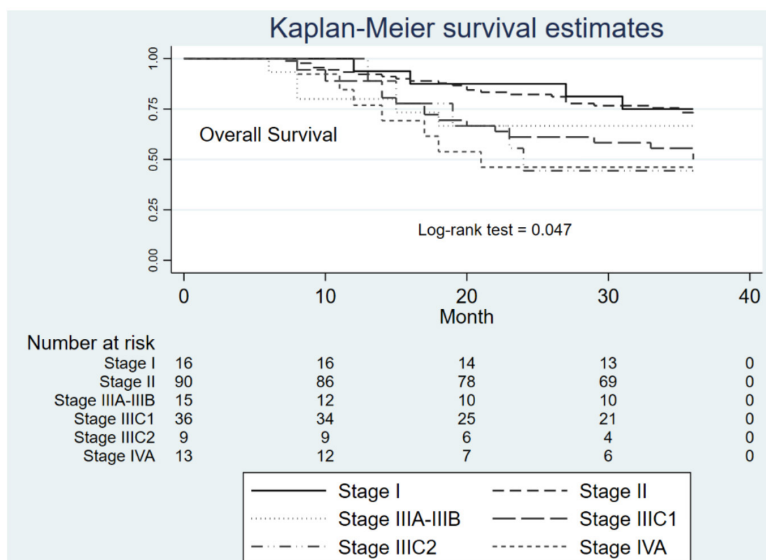 Kaplan-Meier survival estimates
1.00
0.75
0.50
0.25
0.00
Overall Survival
Log-rank test = 0.047
0 10 20 30 40
Month
Number at risk
Stage I 16 16 14 13 0
Stage II 90 86 78 69 0
Stage IIIA-IIIB 15 12 10 10 0
Stage IIIC1 36 34 25 21 0
Stage IIIC2 9 9 6 4 0
Stage IVA 13 12 7 6 0
Stage I Stage II
Stage IIIA-IIIB Stage IIIC1
Stage IIIC2 Stage IVA